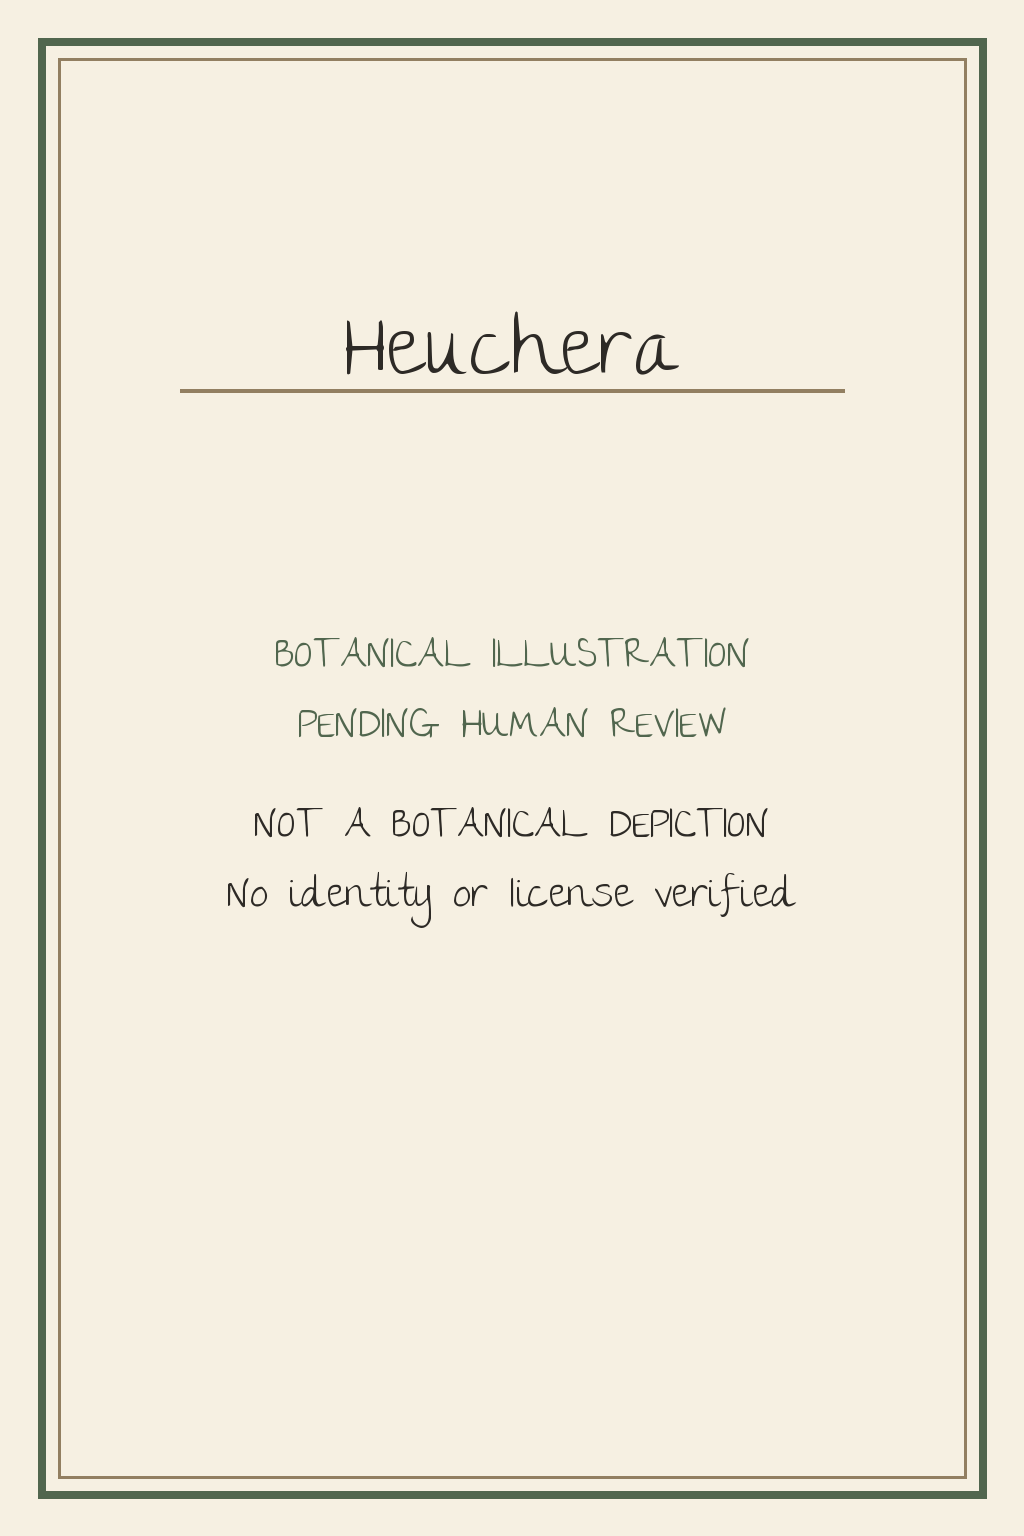 Heuchera
BOTANICAL ILLUSTRATION
PENDING HUMAN REVIEW
NOT A BOTANICAL DEPICTION
No identity or license verified